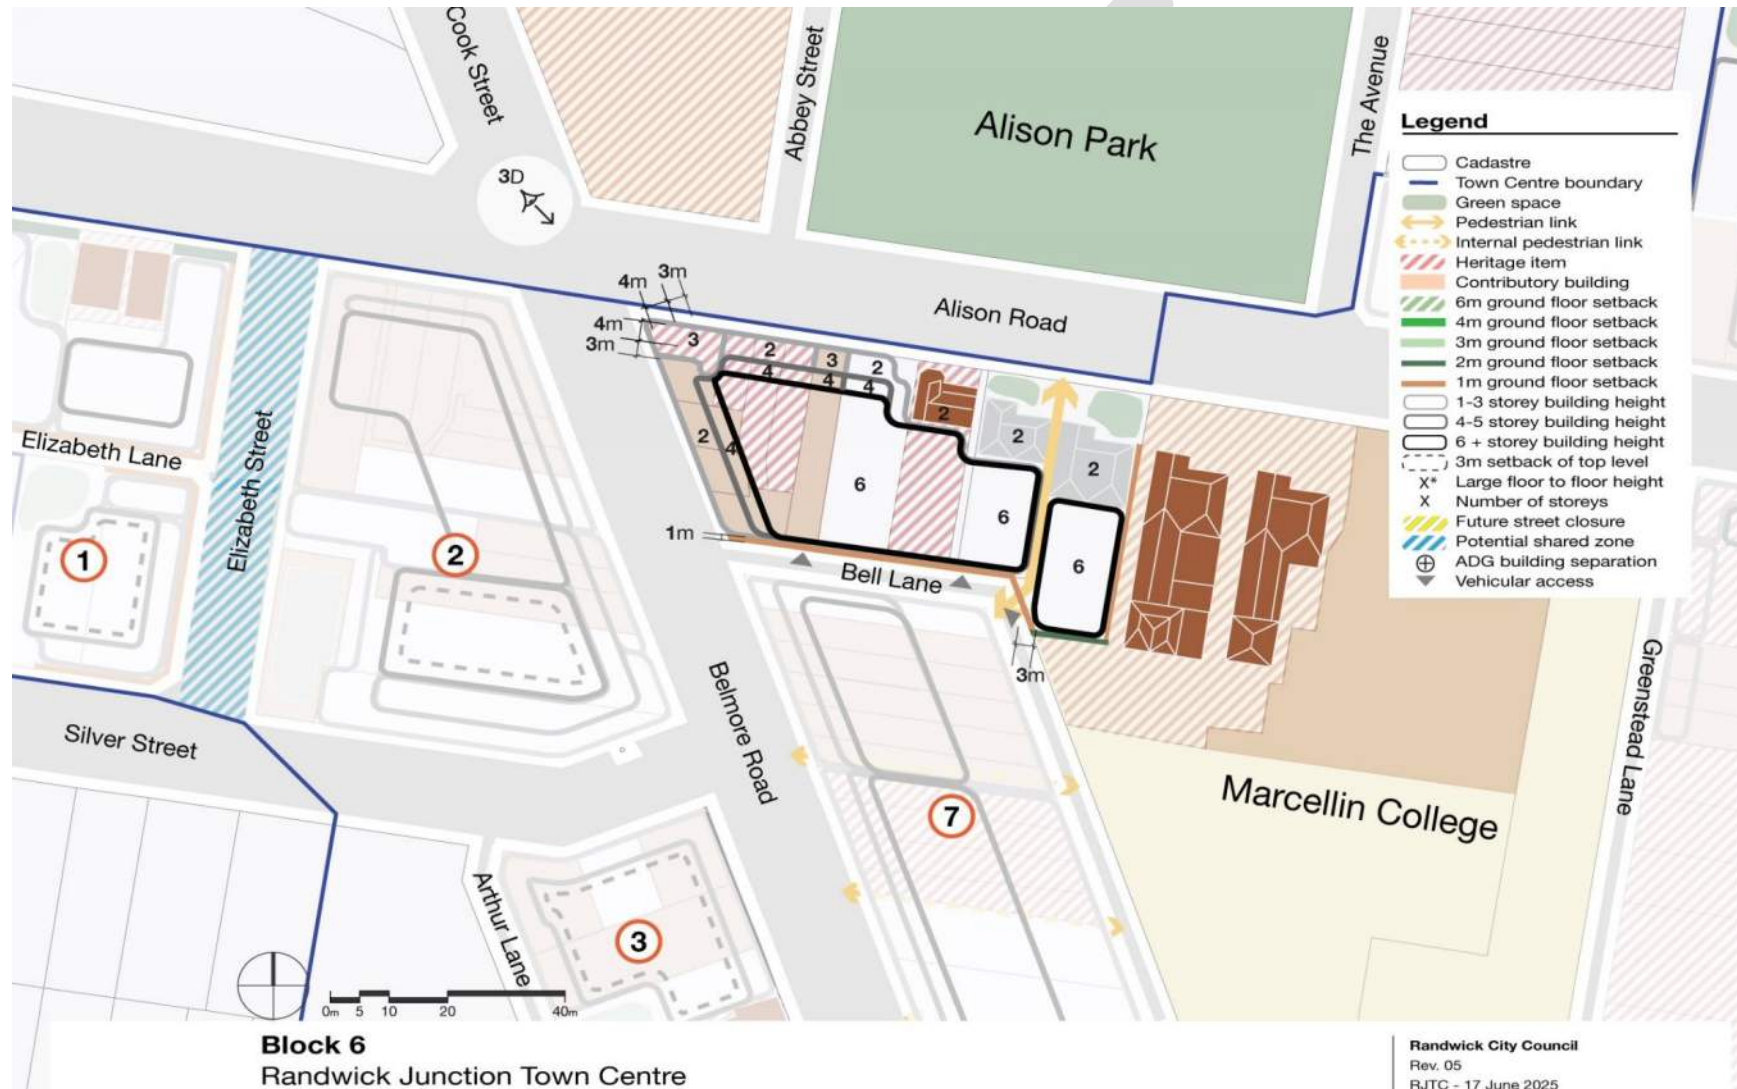 Cook Street
Abbey Street
The Avenue
Alison Park
3D
Alison Road
Legend
Cadastre
Town Centre boundary
Green space
Pedestrian link
Internal pedestrian link
Heritage item
Contributory building
6m ground floor setback
4m ground floor setback
3m ground floor setback
2m ground floor setback
1m ground floor setback
1-3 storey building height
4-5 storey building height
6 + storey building height
3m setback of top level
X* Large floor to floor height
X Number of storeys
Future street closure
Potential shared zone
ADG building separation
Vehicular access
4m
3m
4m
3m
3
2
3
2
4
4
4
2
2
2
2
4
6
6
6
1m
Bell Lane
3m
Elizabeth Lane
Elizabeth Street
1
2
Silver Street
Belmore Road
7
Marcellin College
Greenstead Lane
Arthur Lane
3
0m 5 10 20 40m
Block 6
Randwick Junction Town Centre
Randwick City Council
Rev. 05
RJTC - 17 June 2025